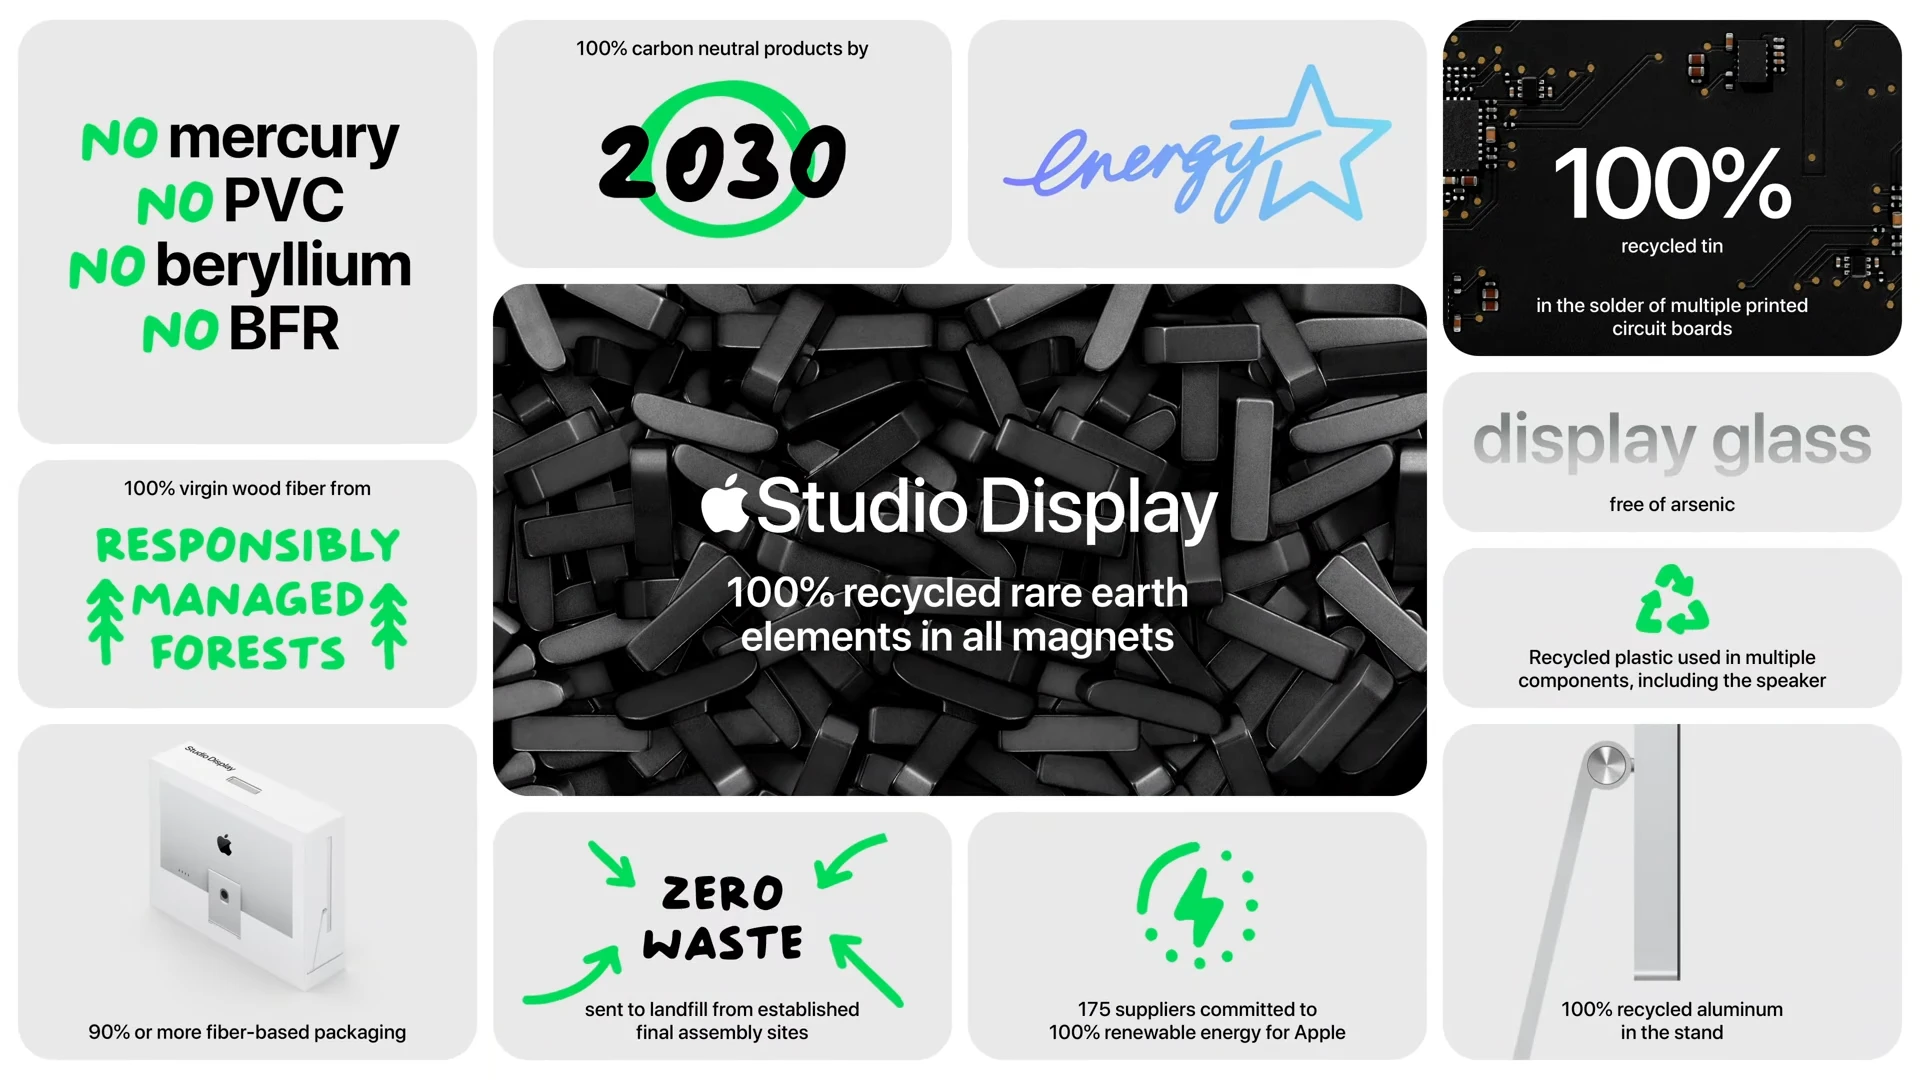 NO mercury
NO PVC
NO beryllium
NO BFR
100% carbon neutral products by
2030
energy
100%
recycled tin
in the solder of multiple printed
circuit boards
100% virgin wood fiber from
RESPONSIBLY
MANAGED
FORESTS
Studio Display
100% recycled rare earth
elements in all magnets
display glass
free of arsenic
Recycled plastic used in multiple
components, including the speaker
Studio Display
90% or more fiber-based packaging
ZERO
WASTE
sent to landfill from established
final assembly sites
175 suppliers committed to
100% renewable energy for Apple
100% recycled aluminum
in the stand